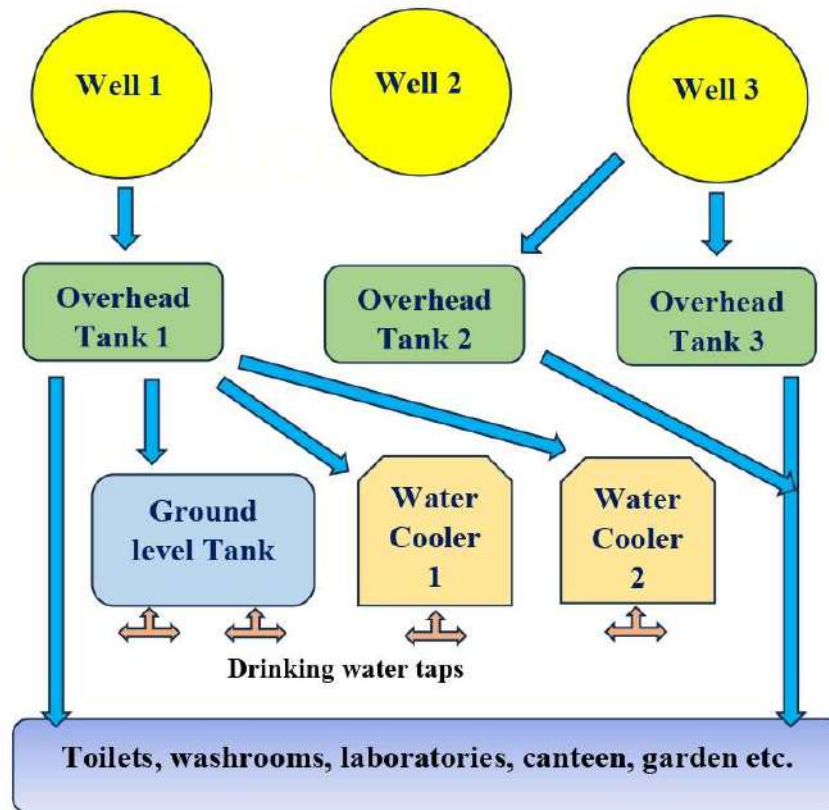 Well 1
Well 2
Well 3
Overhead
Tank 1
Overhead
Tank 2
Overhead
Tank 3
Ground
level Tank
Water
Cooler
1
Water
Cooler
2
Drinking water taps
Toilets, washrooms, laboratories, canteen, garden etc.